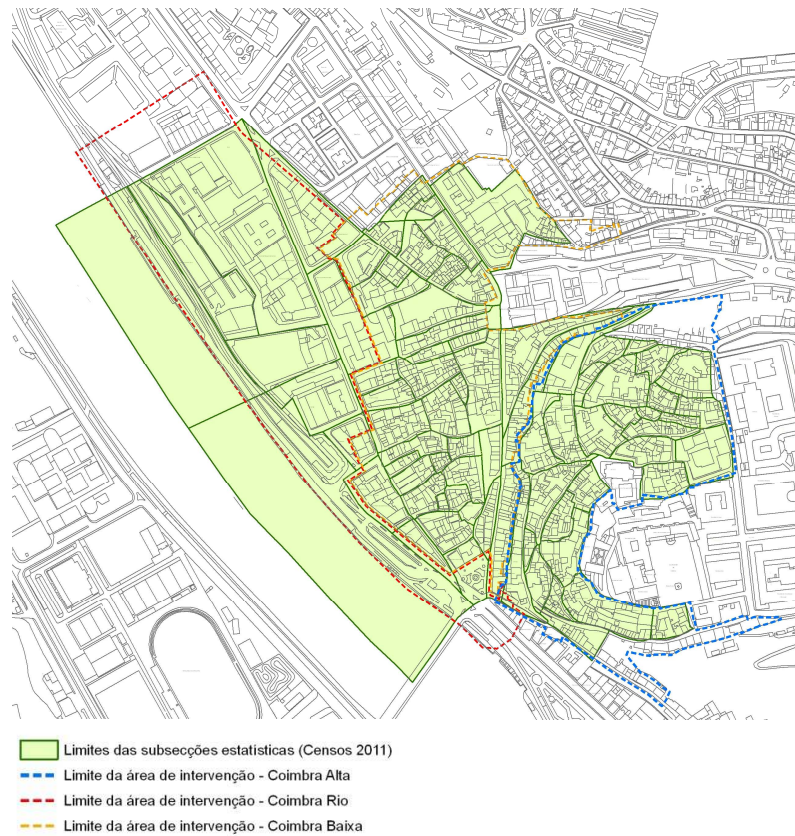 Limites das subsecções estatisticas (Censos 2011)
Limite da área de intervenção - Coimbra Alta
Limite da área de intervenção - Coimbra Rio
Limite da área de intervenção - Coimbra Baixa